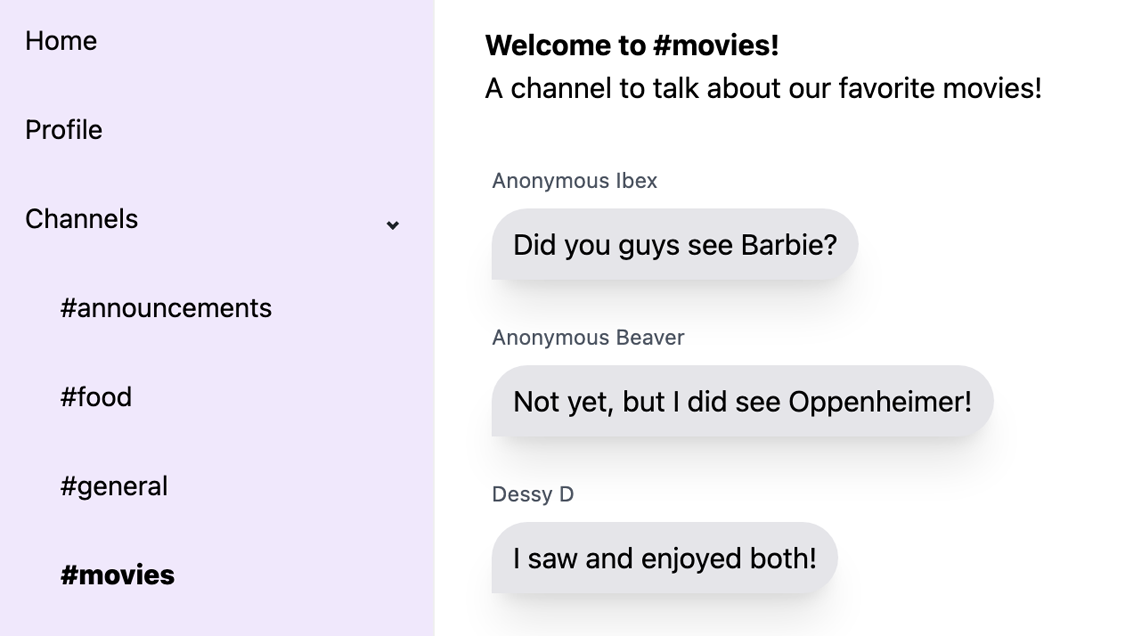 Home
Profile
Channels
#announcements
#food
#general
#movies
Welcome to #movies!
A channel to talk about our favorite movies!
Anonymous Ibex
Did you guys see Barbie?
Anonymous Beaver
Not yet, but I did see Oppenheimer!
Dessy D
I saw and enjoyed both!